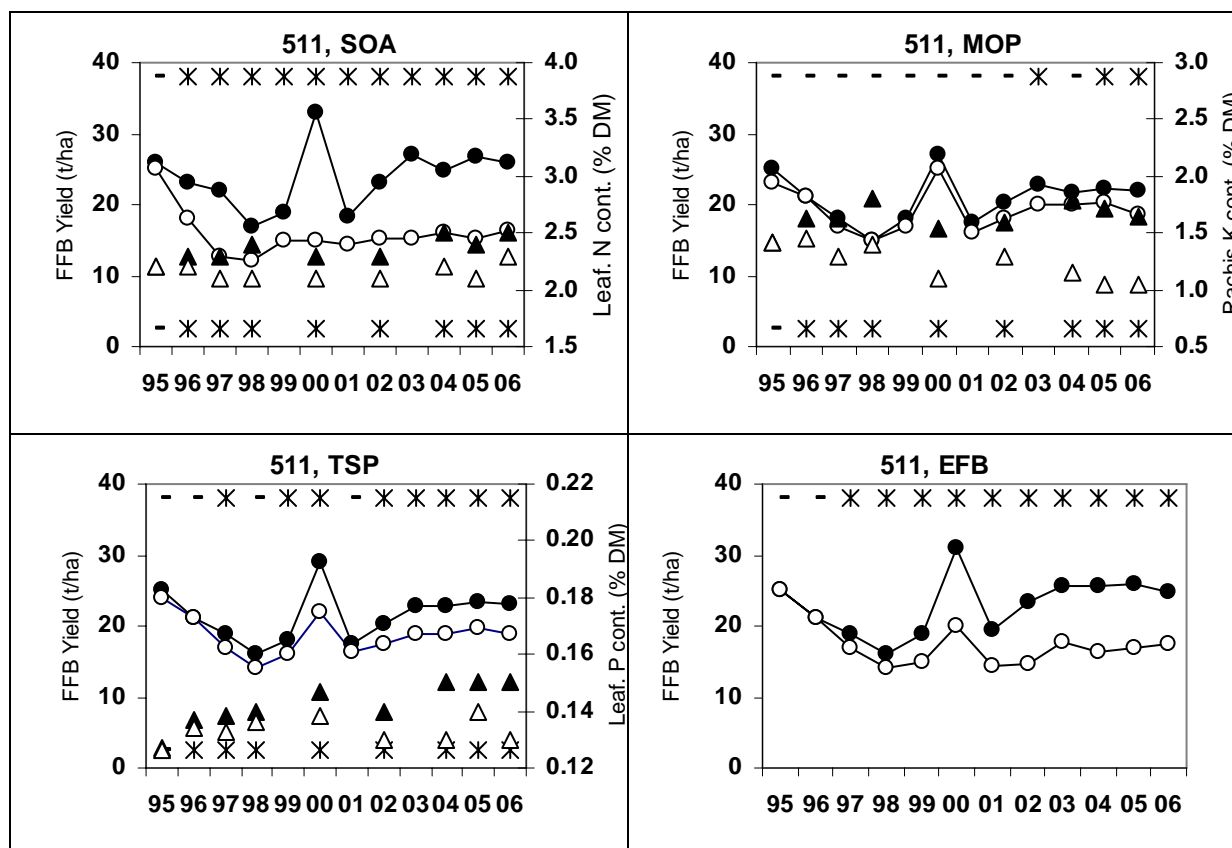 511, SOA
40
30
20
10
0
FFB Yield (t/ha)
4.0
3.5
3.0
2.5
2.0
1.5
Leaf. N cont. (% DM)
95 96 97 98 99 00 01 02 03 04 05 06
511, MOP
40
30
20
10
0
FFB Yield (t/ha)
3.0
2.5
2.0
1.5
1.0
0.5
Rachis K cont. (% DM)
95 96 97 98 99 00 01 02 03 04 05 06
511, TSP
40
30
20
10
0
FFB Yield (t/ha)
0.22
0.20
0.18
0.16
0.14
0.12
Leaf. P cont. (% DM)
95 96 97 98 99 00 01 02 03 04 05 06
511, EFB
40
30
20
10
0
FFB Yield (t/ha)
95 96 97 98 99 00 01 02 03 04 05 06